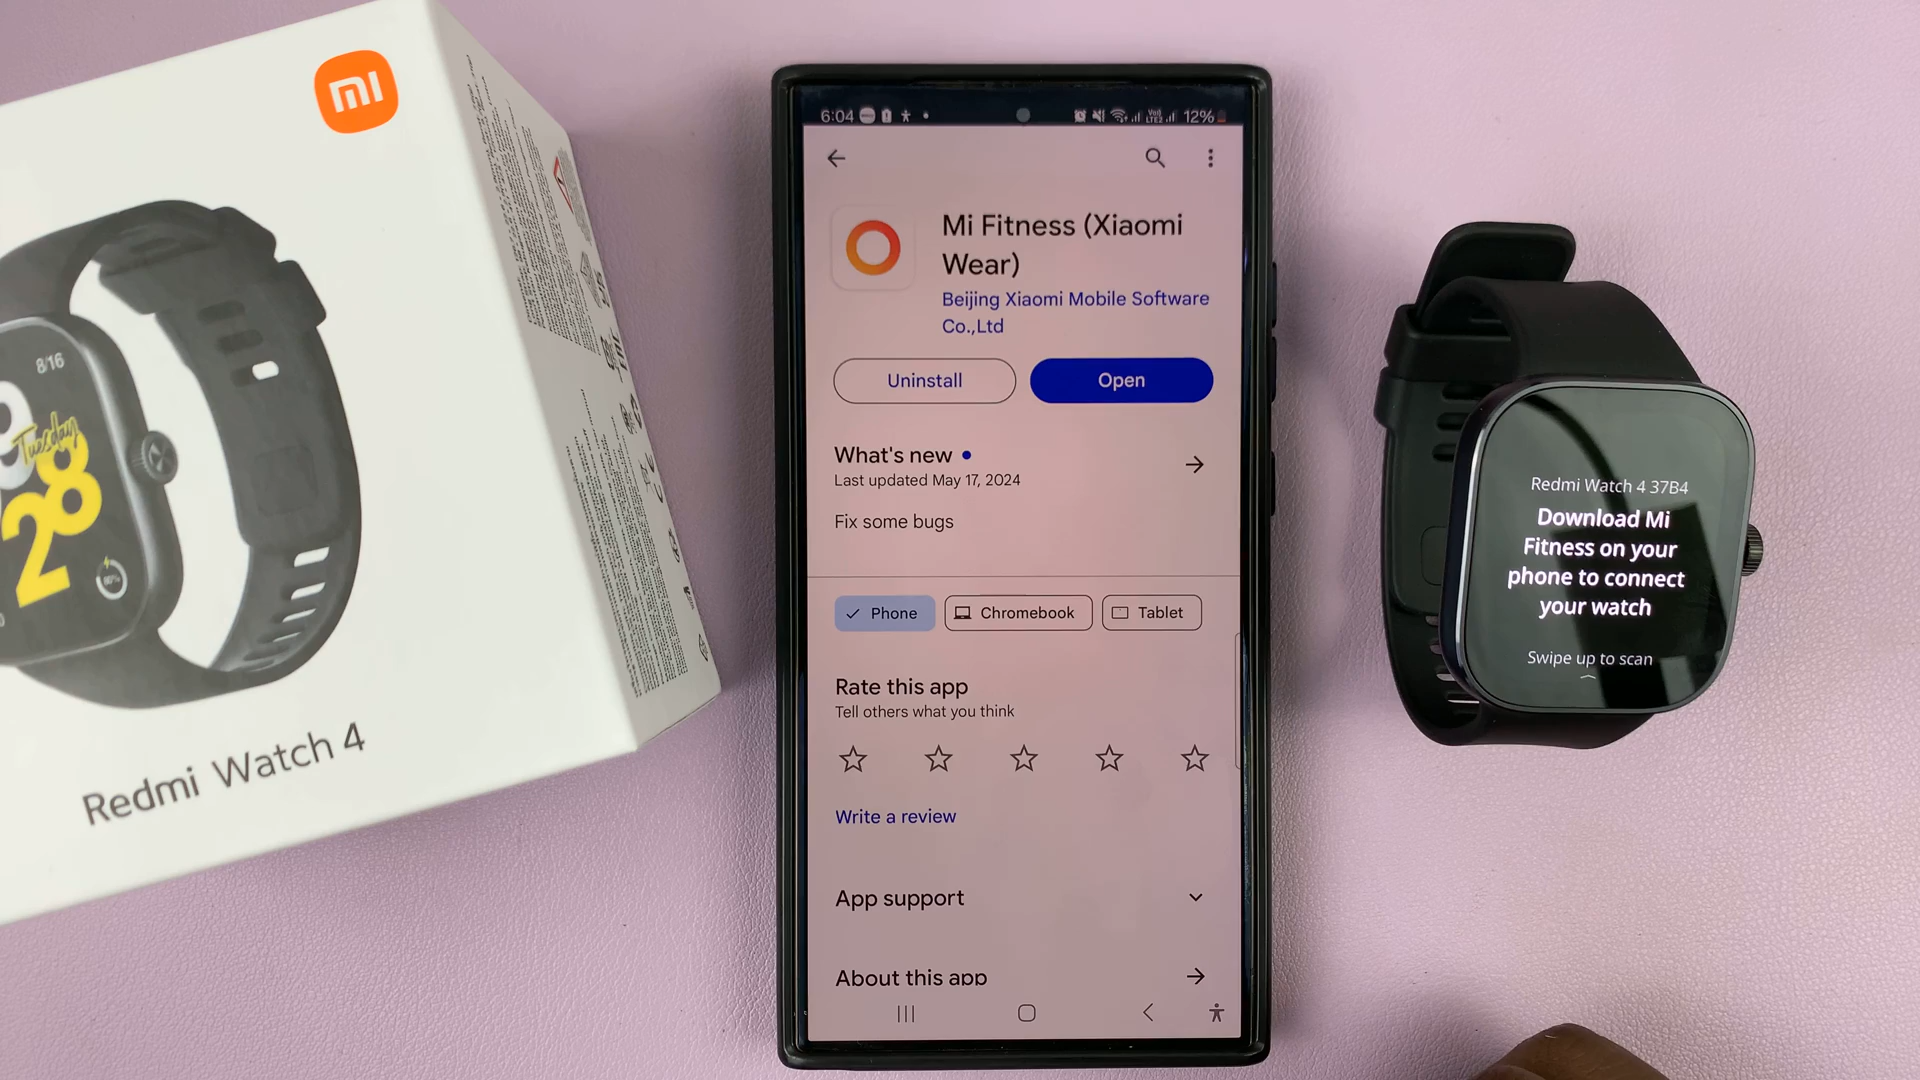 mi
8/16
Tuesday
28
80%
Redmi Watch 4
6:04
12%
Mi Fitness (Xiaomi
Wear)
Beijing Xiaomi Mobile Software
Co.,Ltd
Uninstall
Open
What's new
Last updated May 17, 2024
Fix some bugs
Phone
Chromebook
Tablet
Rate this app
Tell others what you think
Write a review
App support
About this app
Redmi Watch 4 37B4
Download Mi
Fitness on your
phone to connect
your watch
Swipe up to scan